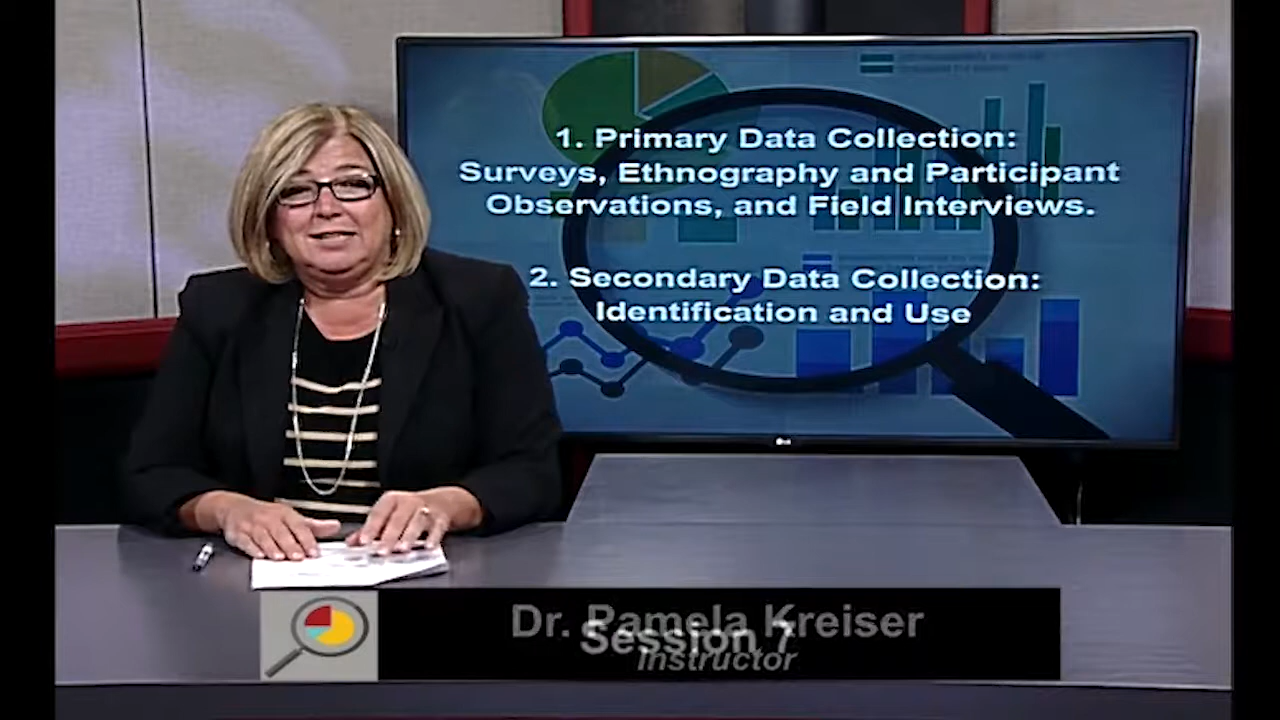 1. Primary Data Collection:
Surveys, Ethnography and Participant
Observations, and Field Interviews.
2. Secondary Data Collection:
Identification and Use
LG
Dr. Pamela Kreiser
Session 7
Instructor